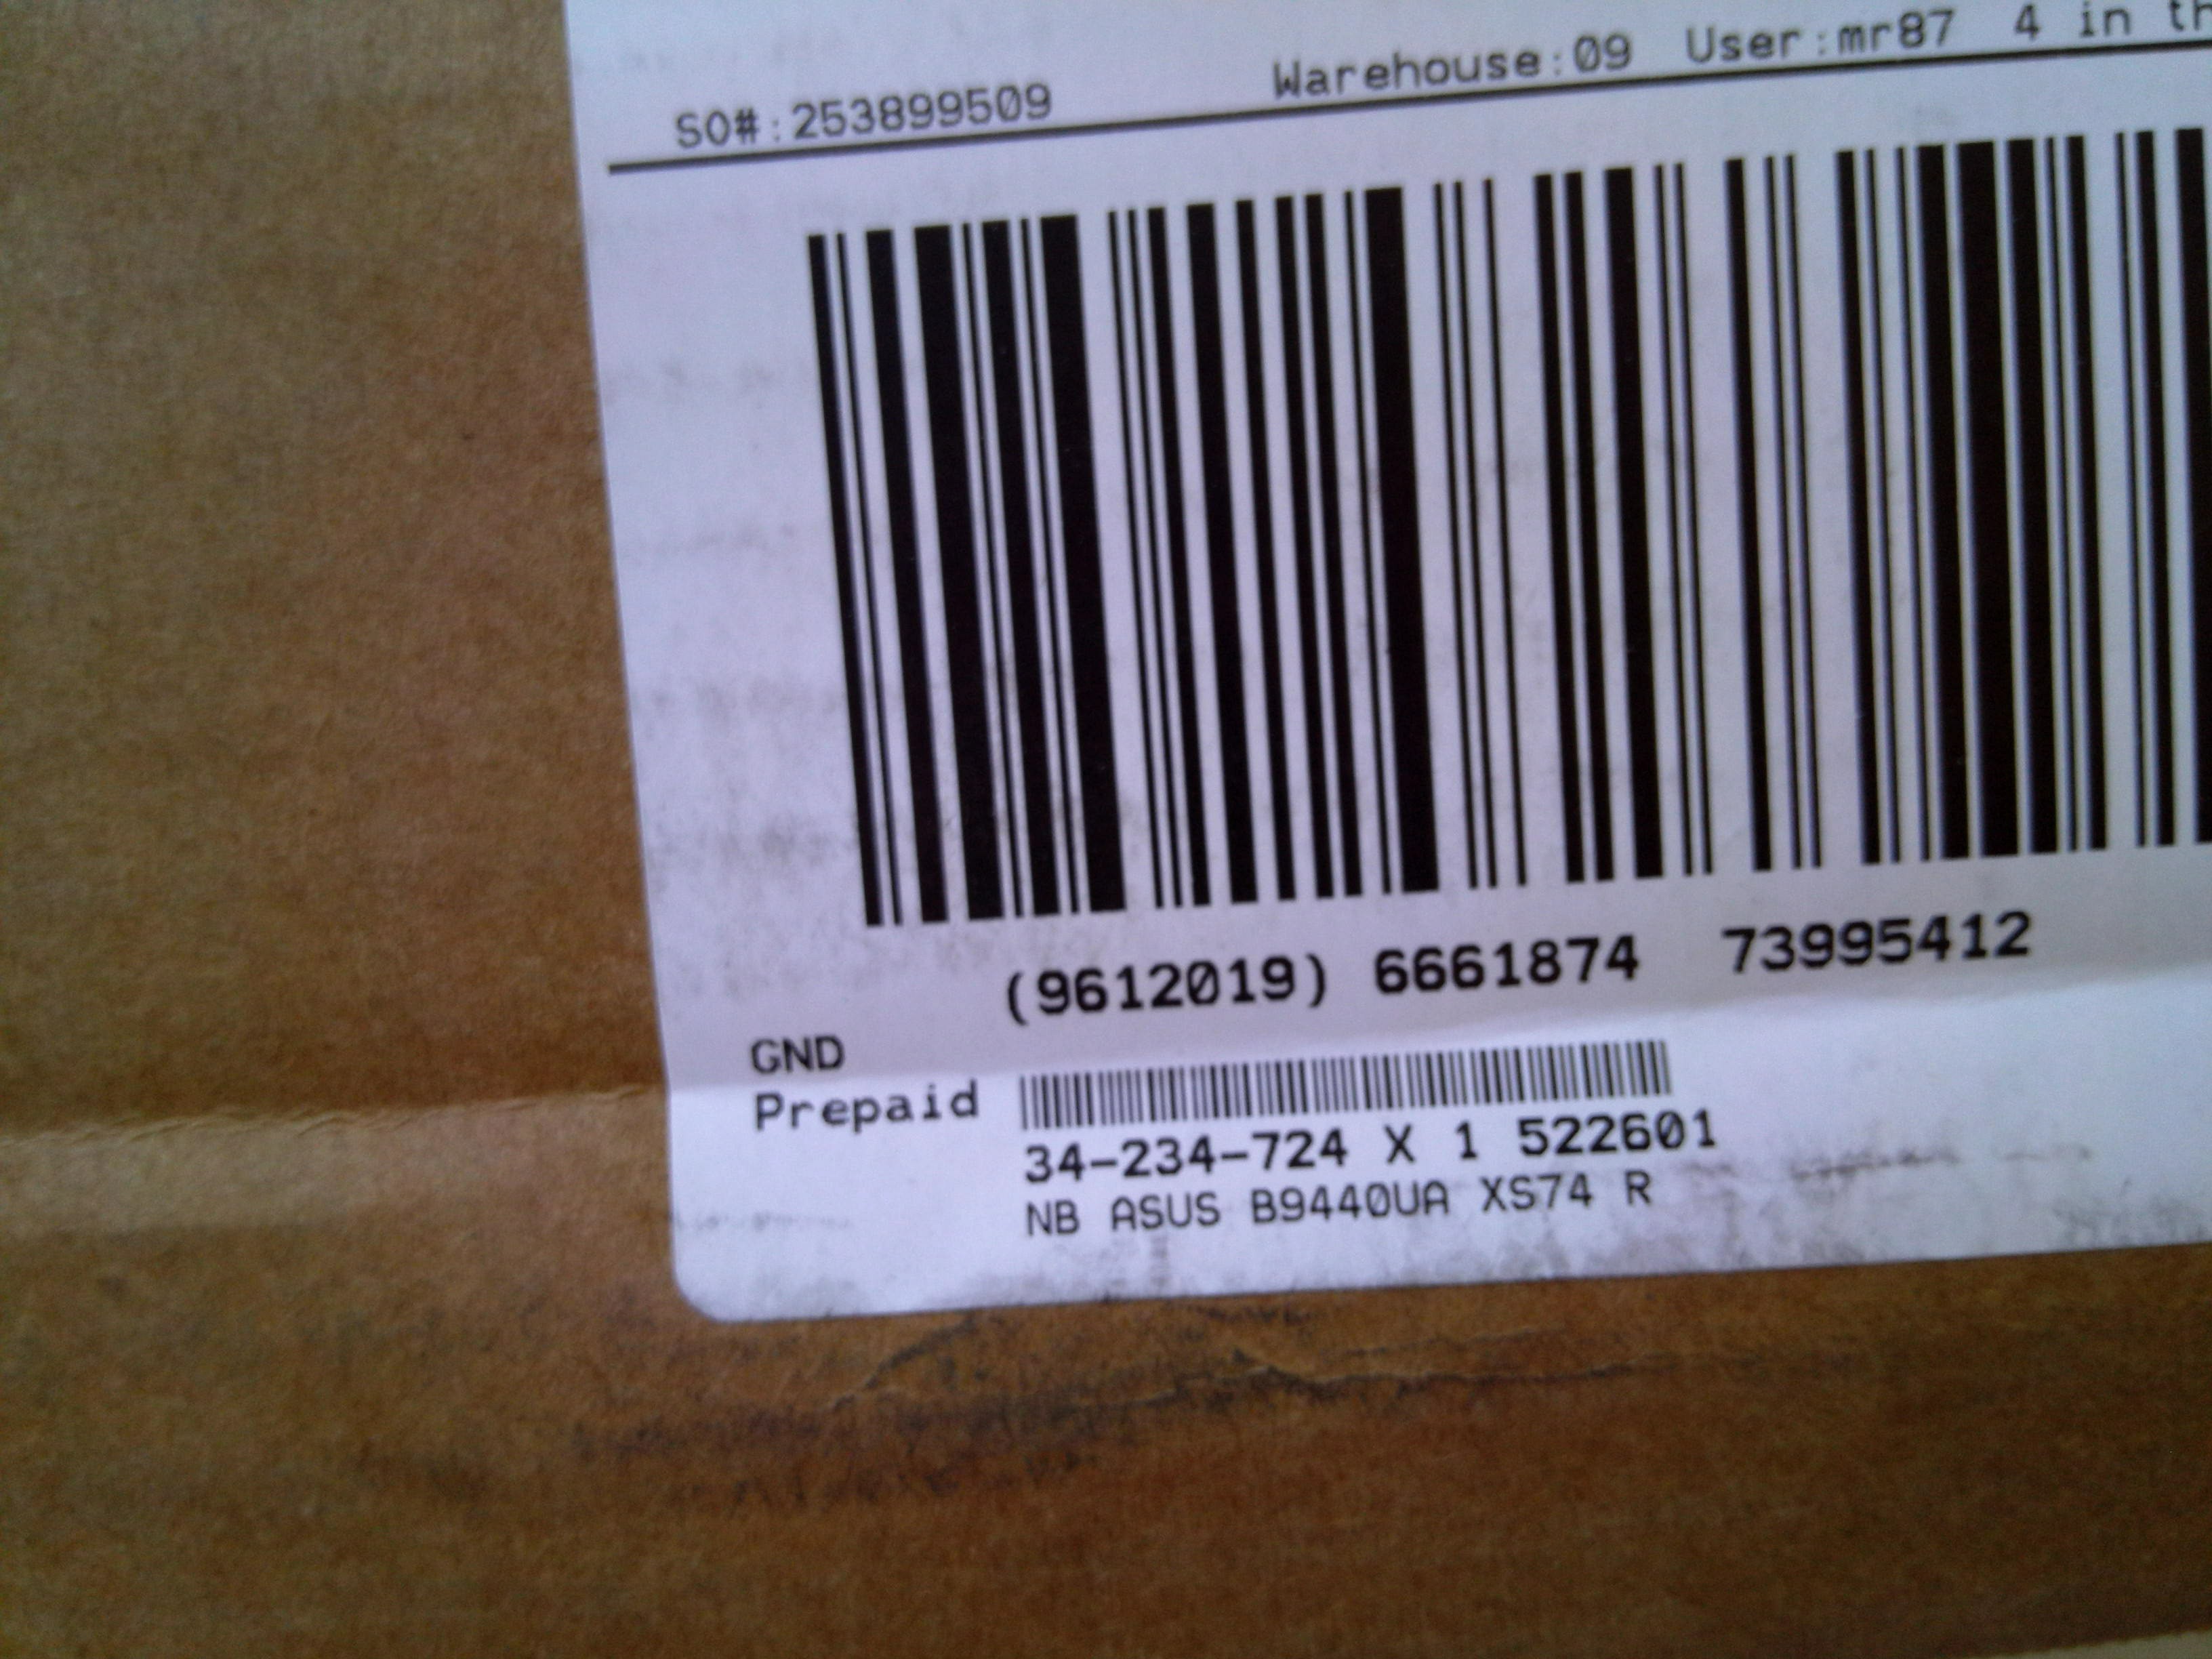 SO#:253899509 Warehouse:09 User:mr87 4 in
(9612019) 6661874 73995412
GND
Prepaid
34-234-724 X 1 522601
NB ASUS B9440UA XS74 R